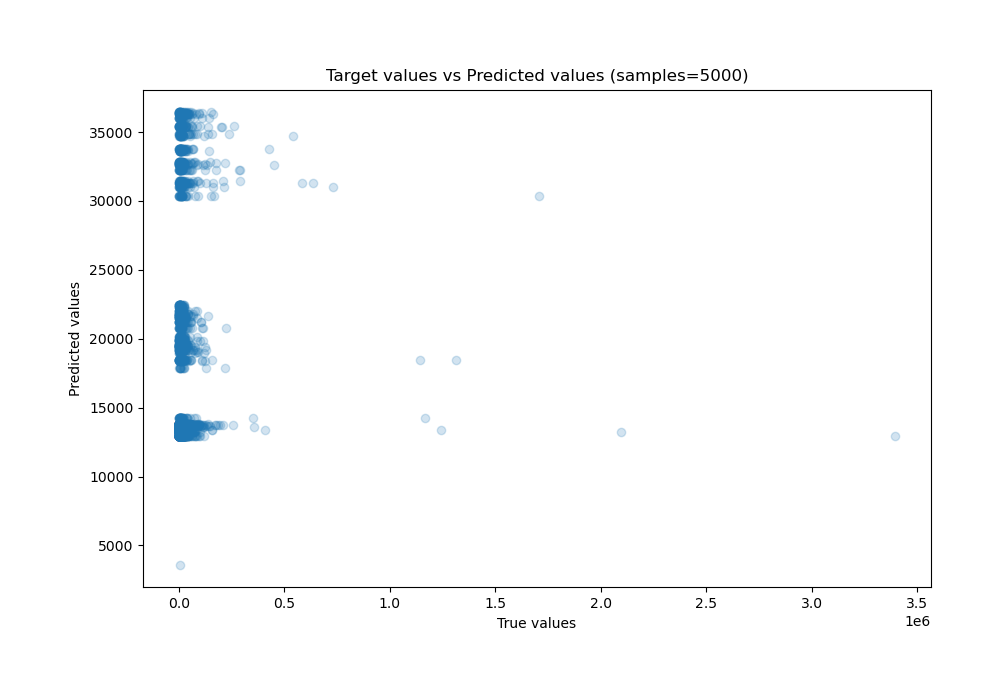 Target values vs Predicted values (samples=5000)
Predicted values
35000
30000
25000
20000
15000
10000
5000
0.0 0.5 1.0 1.5 2.0 2.5 3.0 3.5
1e6
True values